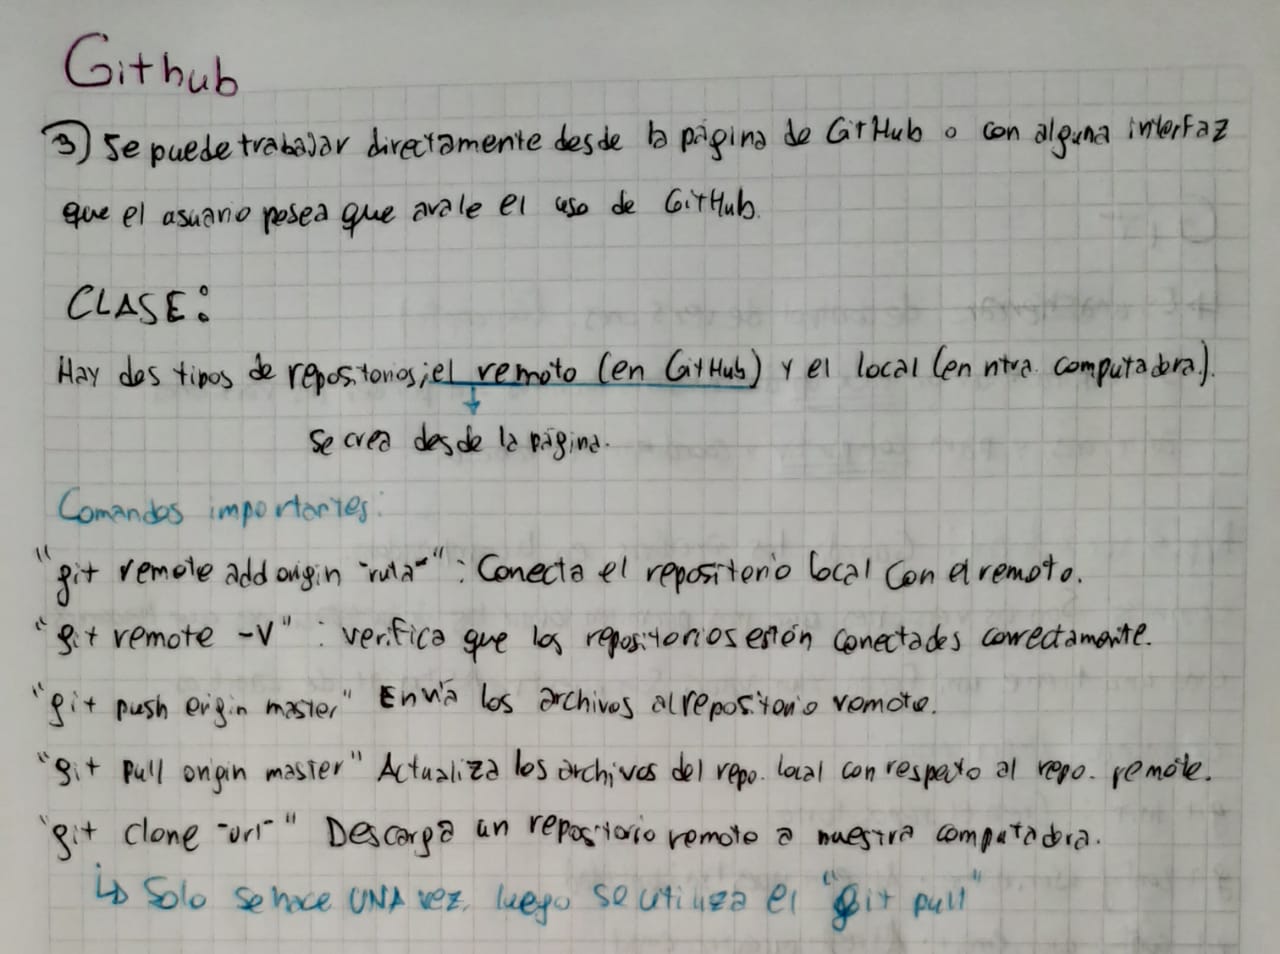 Github
3) Se puede trabajar directamente desde la página de GitHub o con alguna interfaz
que el usuario posea que avale el uso de GitHub.
CLASE:
Hay dos tipos de repositorios; el remoto (en GitHub) y el local (en ntra. computadora).
Se crea desde la página.
Comandos importantes:
"git remote add origin -ruta-" : Conecta el repositorio local con el remoto.
"git remote -v" : verifica que los repositorios estén conectados correctamente.
"git push origin master" Envía los archivos al repositorio remoto.
"git pull origin master" Actualiza los archivos del repo. local con respecto al repo. remoto.
"git clone -url-" Descarga un repositorio remoto a nuestra computadora.
↳ Solo se hace UNA vez, luego se utiliza el "git pull"